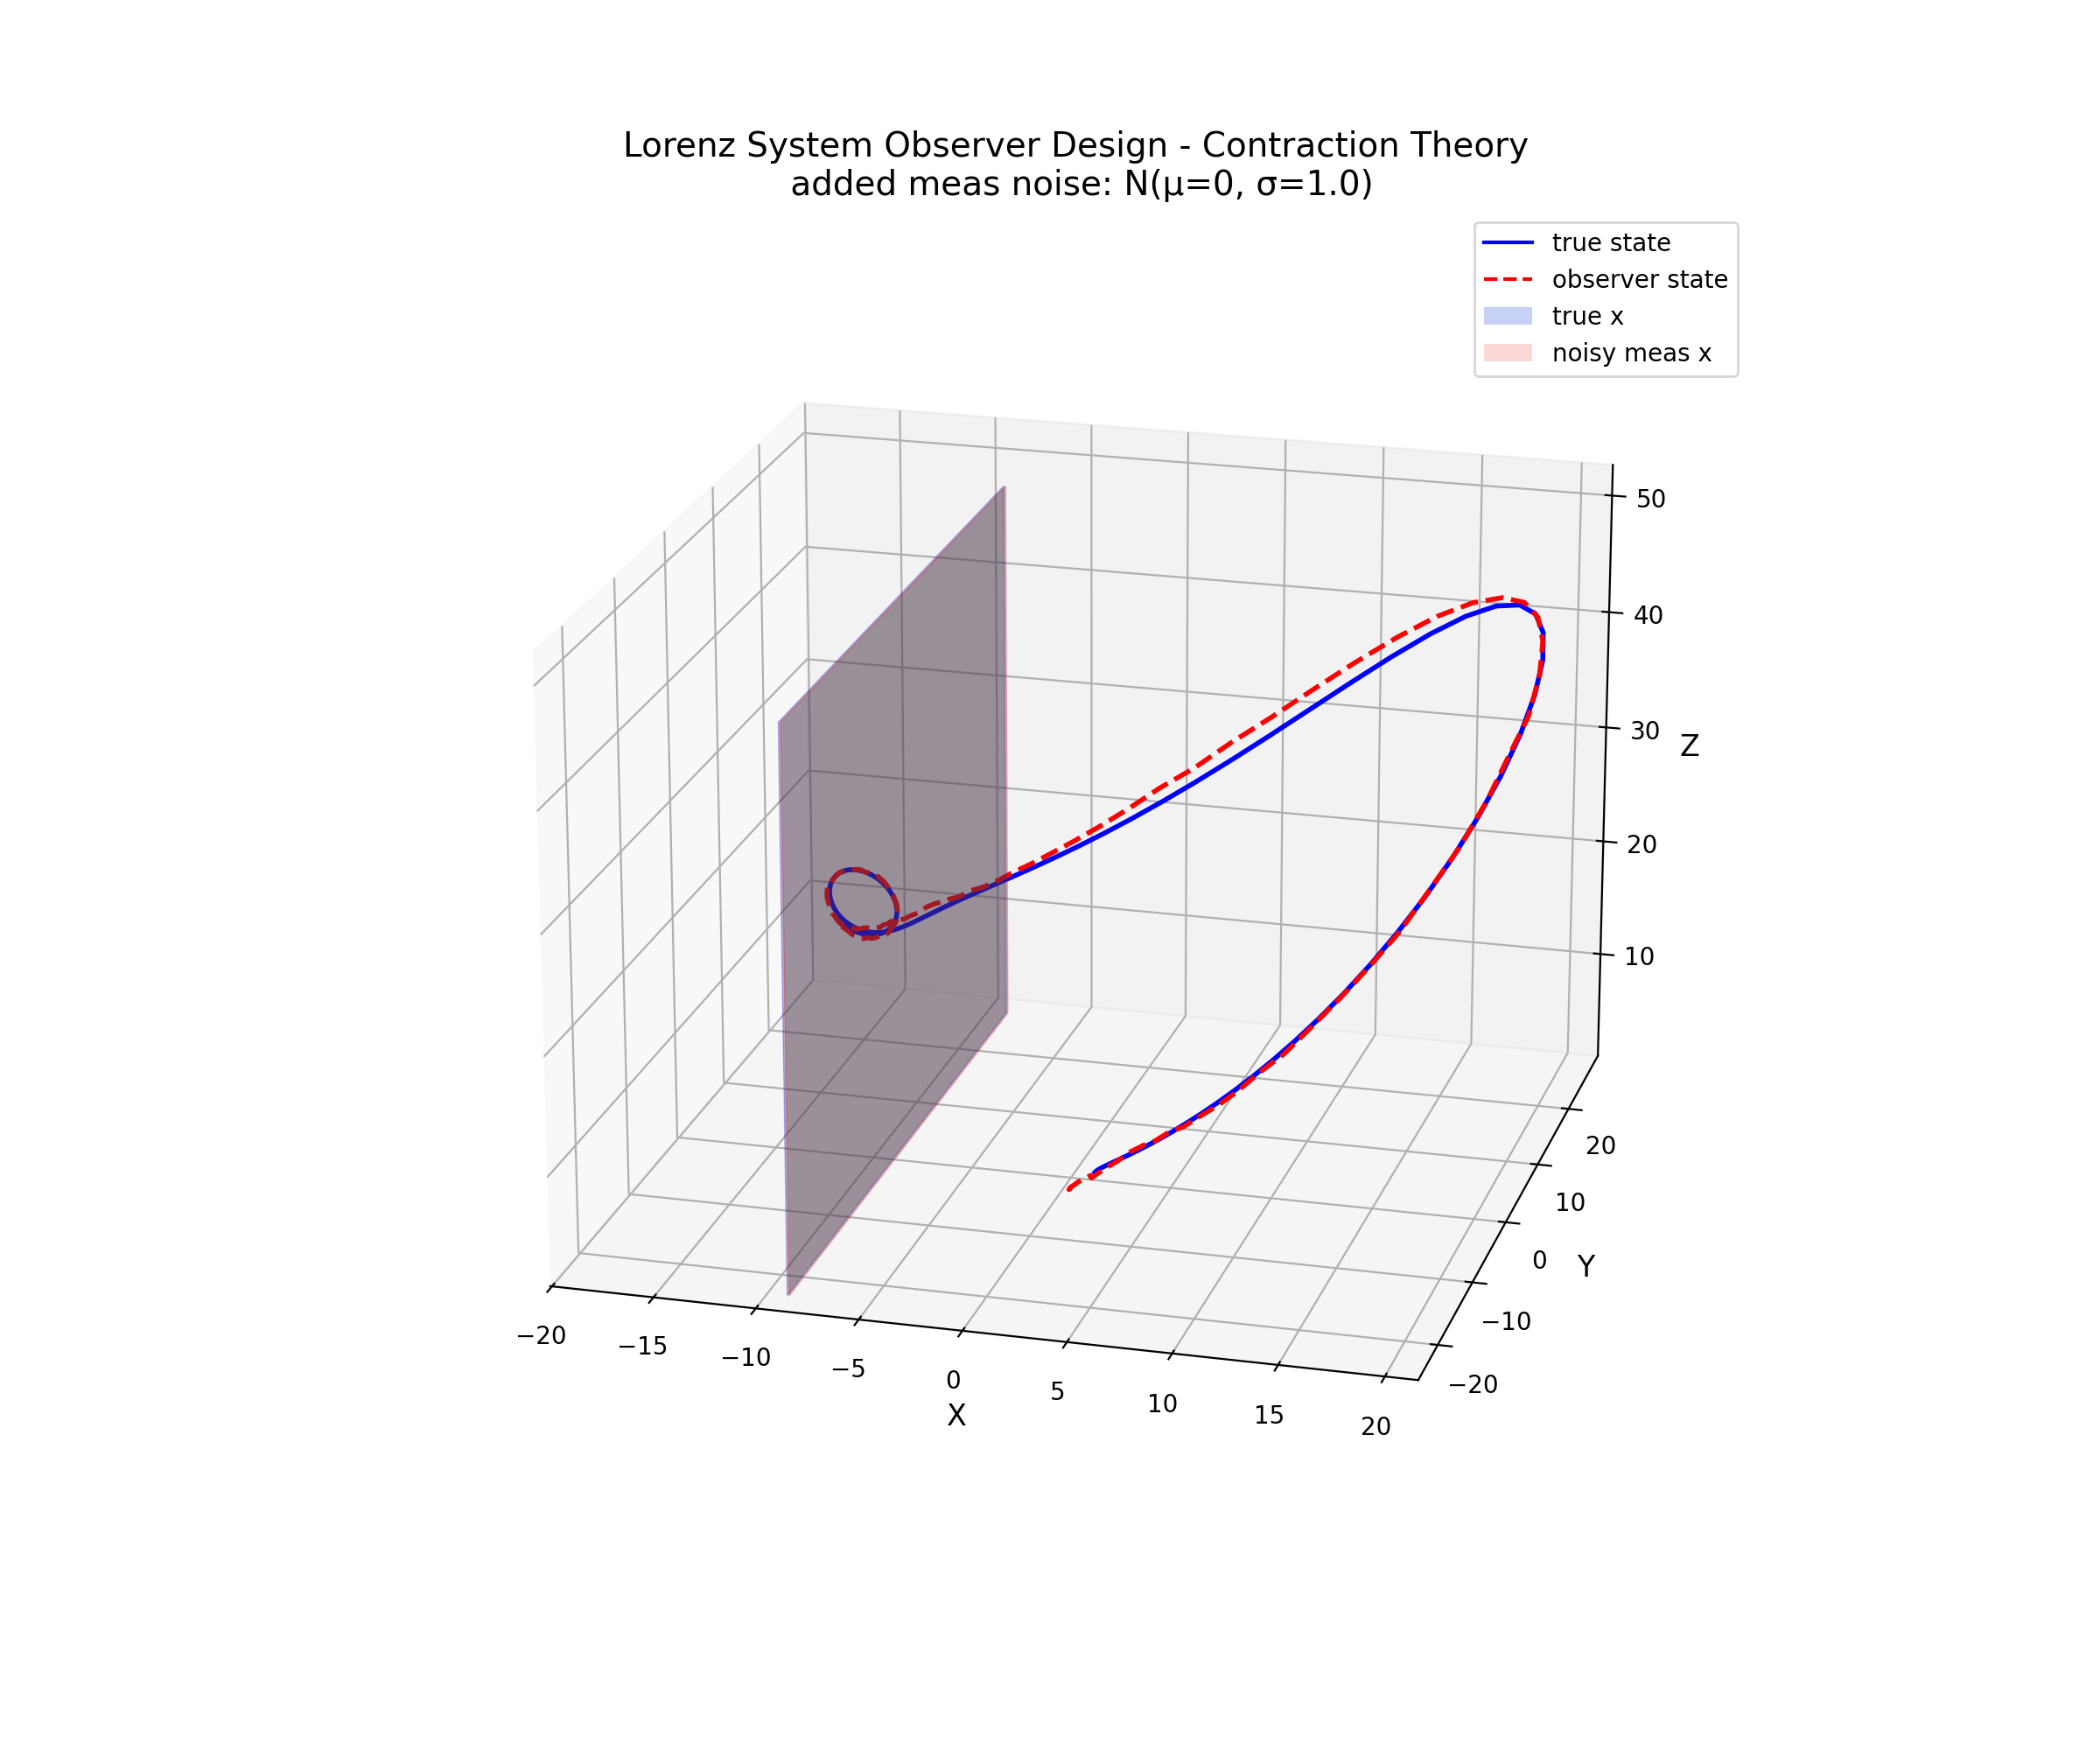 Lorenz System Observer Design - Contraction Theory
added meas noise: N(μ=0, σ=1.0)
true state
observer state
true x
noisy meas x
50
40
30
Z
20
10
20
10
0
Y
−10
−20
−20
−15
−10
−5
0
5
10
15
20
X